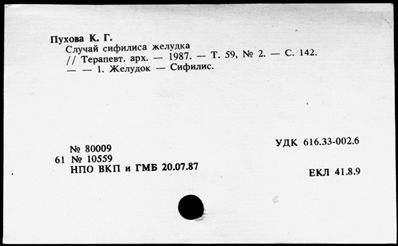 Пухова К. Г.
Случай сифилиса желудка
// Терапевт. арх. — 1987. — Т. 59, № 2. — С. 142.
— — 1. Желудок — Сифилис.
УДК 616.33-002.6
№ 80009
61 № 10559
НПО ВКП и ГМБ 20.07.87
ЕКЛ 41.8.9